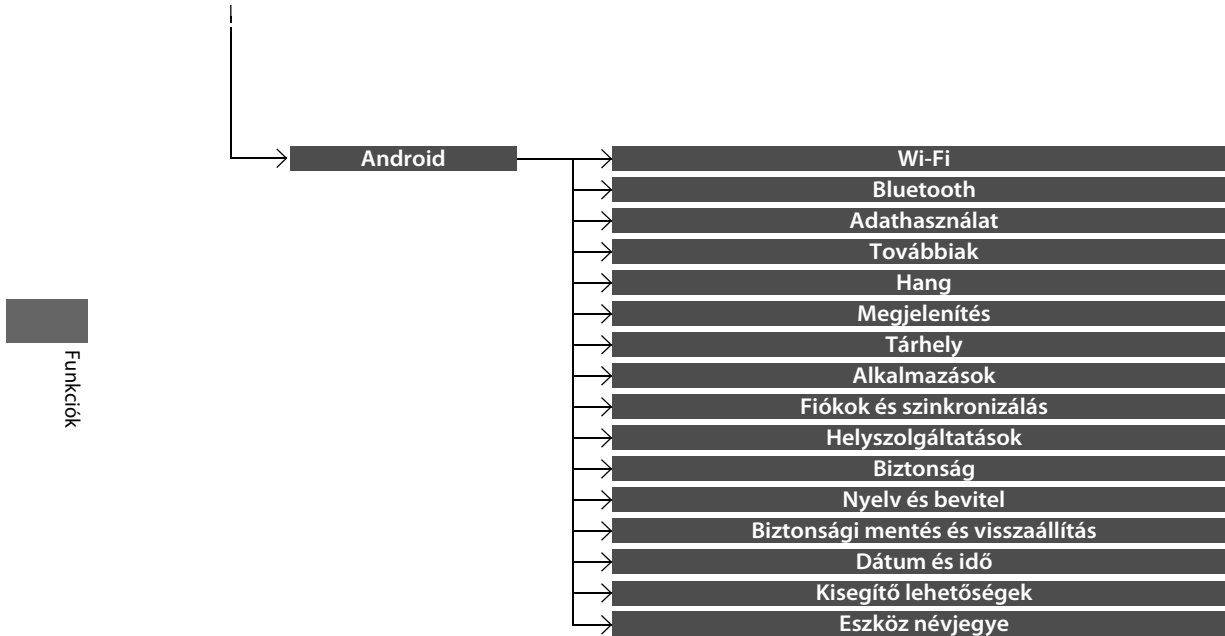 Android
Wi-Fi
Bluetooth
Adathasználat
Továbbiak
Hang
Megjelenítés
Tárhely
Alkalmazások
Fiókok és szinkronizálás
Helyszolgáltatások
Biztonság
Nyelv és bevitel
Biztonsági mentés és visszaállítás
Dátum és idő
Kisegítő lehetőségek
Eszköz névjegye
Funkciók